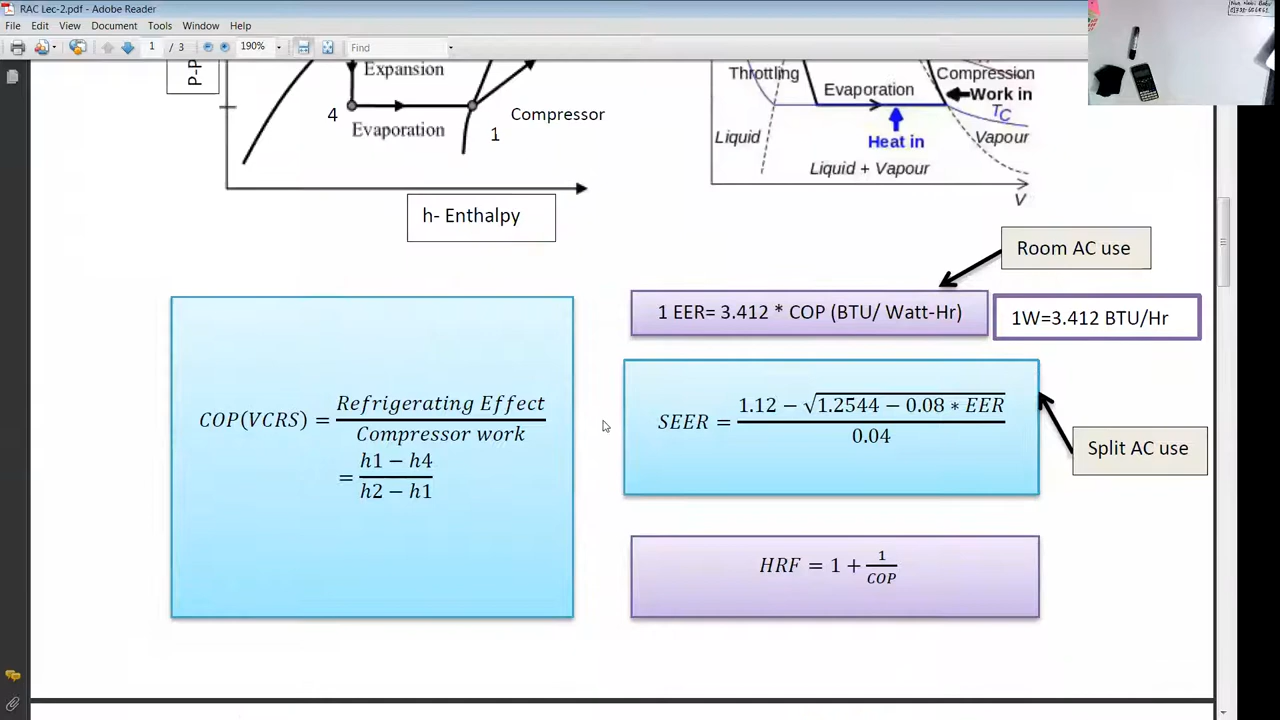 RAC Lec-2.pdf - Adobe Reader
File Edit View Document Tools Window Help
1 / 3 190% Find
P-P
Expansion
4
Evaporation
1
Compressor
h- Enthalpy
Throttling
Evaporation
Compression
Work in
TC
Liquid
Heat in
Vapour
Liquid + Vapour
V
Room AC use
1 EER= 3.412 * COP (BTU/ Watt-Hr)
1W=3.412 BTU/Hr
COP(VCRS) = Refrigerating Effect / Compressor work
= h1 − h4 / h2 − h1
SEER = 1.12 − √1.2544 − 0.08 ∗ EER / 0.04
Split AC use
HRF = 1 + 1 / COP